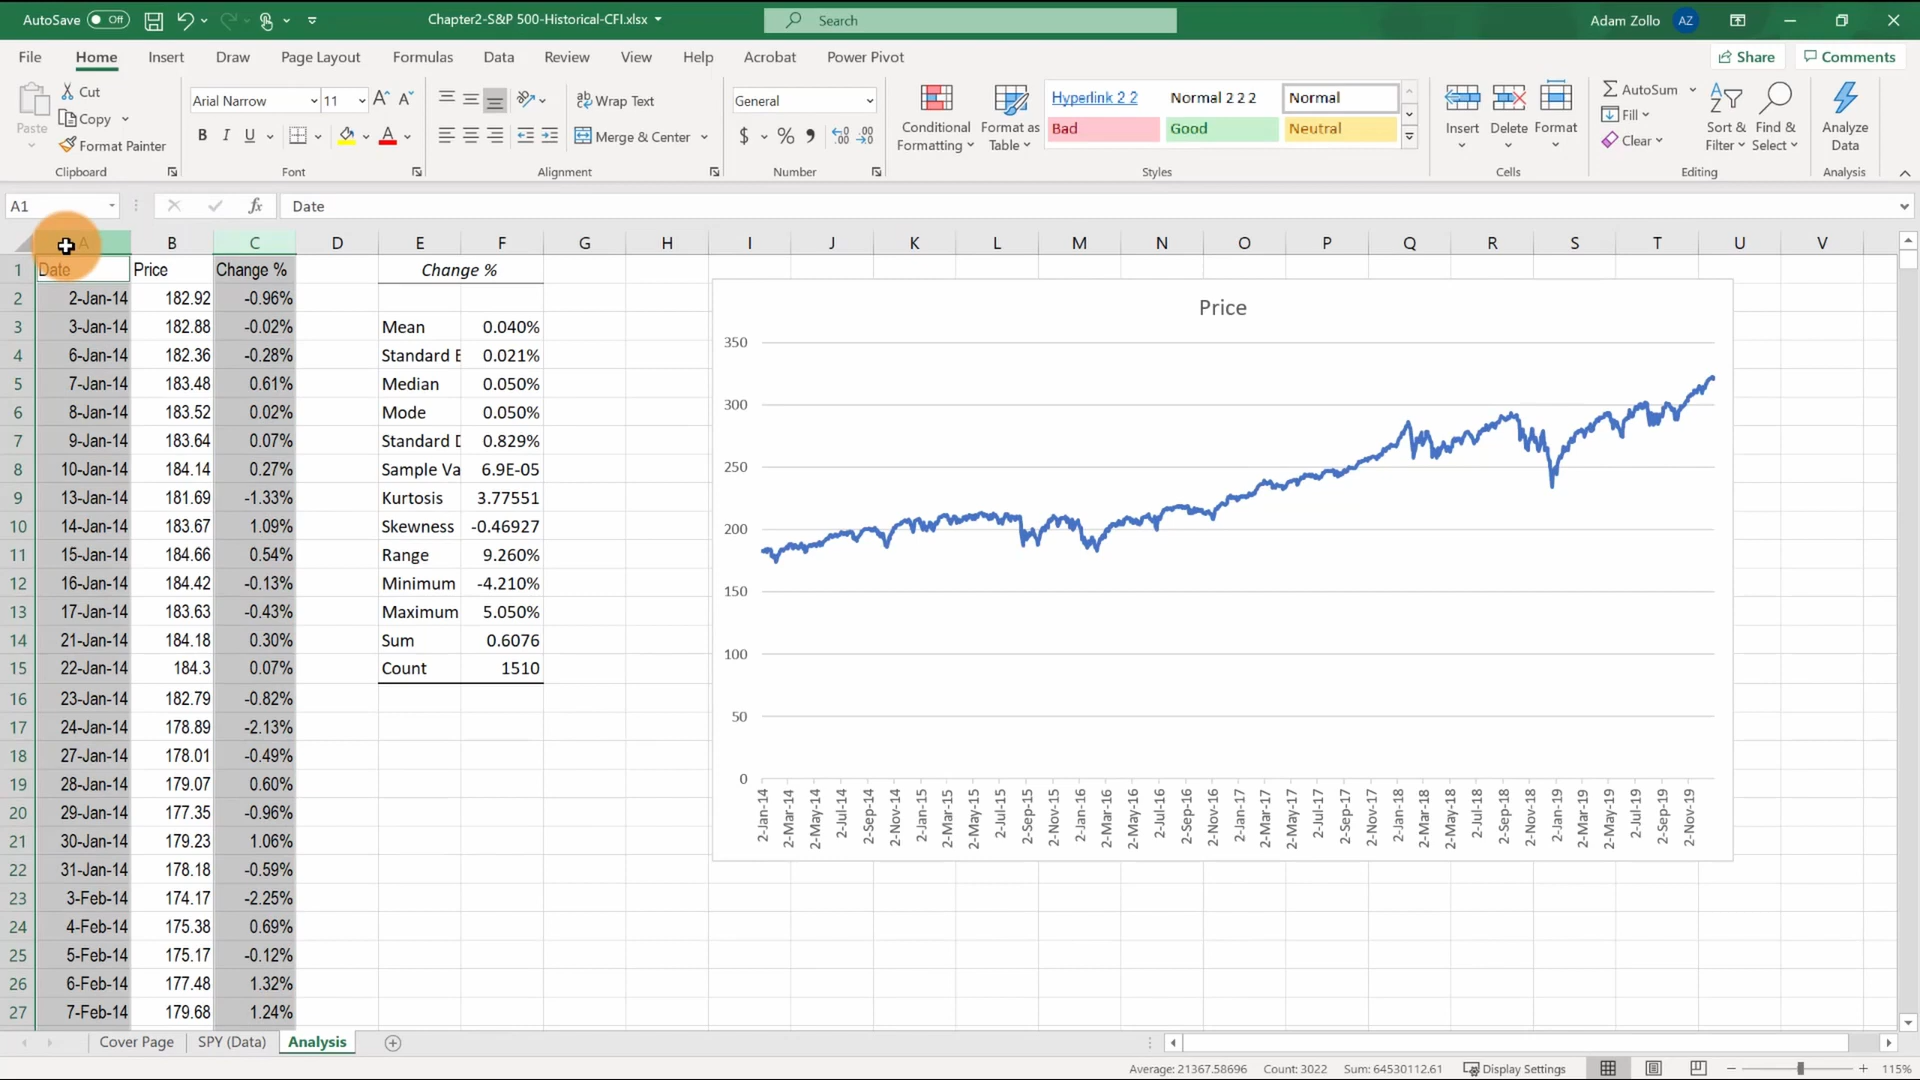 AutoSave Off Chapter2-S&P 500-Historical-CFI.xlsx Search Adam Zollo AZ
File Home Insert Draw Page Layout Formulas Data Review View Help Acrobat Power Pivot Share Comments
Paste
Cut
Copy
Format Painter
Clipboard
Arial Narrow 11
B I U
Font
Wrap Text
Merge & Center
Alignment
General
$ % ,
Number
Conditional Formatting
Format as Table
Hyperlink 2 2 Normal 2 2 2 Normal
Bad Good Neutral
Styles
Insert Delete Format
Cells
AutoSum
Fill
Clear
Sort & Filter
Find & Select
Editing
Analyze Data
Analysis
A1 fx Date
A B C D E F G H I J K L M N O P Q R S T U V
1 Date Price Change % Change %
2 2-Jan-14 182.92 -0.96%
3 3-Jan-14 182.88 -0.02% Mean 0.040%
4 6-Jan-14 182.36 -0.28% Standard E 0.021%
5 7-Jan-14 183.48 0.61% Median 0.050%
6 8-Jan-14 183.52 0.02% Mode 0.050%
7 9-Jan-14 183.64 0.07% Standard D 0.829%
8 10-Jan-14 184.14 0.27% Sample Va 6.9E-05
9 13-Jan-14 181.69 -1.33% Kurtosis 3.77551
10 14-Jan-14 183.67 1.09% Skewness -0.46927
11 15-Jan-14 184.66 0.54% Range 9.260%
12 16-Jan-14 184.42 -0.13% Minimum -4.210%
13 17-Jan-14 183.63 -0.43% Maximum 5.050%
14 21-Jan-14 184.18 0.30% Sum 0.6076
15 22-Jan-14 184.3 0.07% Count 1510
16 23-Jan-14 182.79 -0.82%
17 24-Jan-14 178.89 -2.13%
18 27-Jan-14 178.01 -0.49%
19 28-Jan-14 179.07 0.60%
20 29-Jan-14 177.35 -0.96%
21 30-Jan-14 179.23 1.06%
22 31-Jan-14 178.18 -0.59%
23 3-Feb-14 174.17 -2.25%
24 4-Feb-14 175.38 0.69%
25 5-Feb-14 175.17 -0.12%
26 6-Feb-14 177.48 1.32%
27 7-Feb-14 179.68 1.24%
Price
350
300
250
200
150
100
50
0
2-Jan-14 2-Mar-14 2-May-14 2-Jul-14 2-Sep-14 2-Nov-14 2-Jan-15 2-Mar-15 2-May-15 2-Jul-15 2-Sep-15 2-Nov-15 2-Jan-16 2-Mar-16 2-May-16 2-Jul-16 2-Sep-16 2-Nov-16 2-Jan-17 2-Mar-17 2-May-17 2-Jul-17 2-Sep-17 2-Nov-17 2-Jan-18 2-Mar-18 2-May-18 2-Jul-18 2-Sep-18 2-Nov-18 2-Jan-19 2-Mar-19 2-May-19 2-Jul-19 2-Sep-19 2-Nov-19
Cover Page SPY (Data) Analysis
Average: 21367.58696 Count: 3022 Sum: 64530112.61 Display Settings 115%